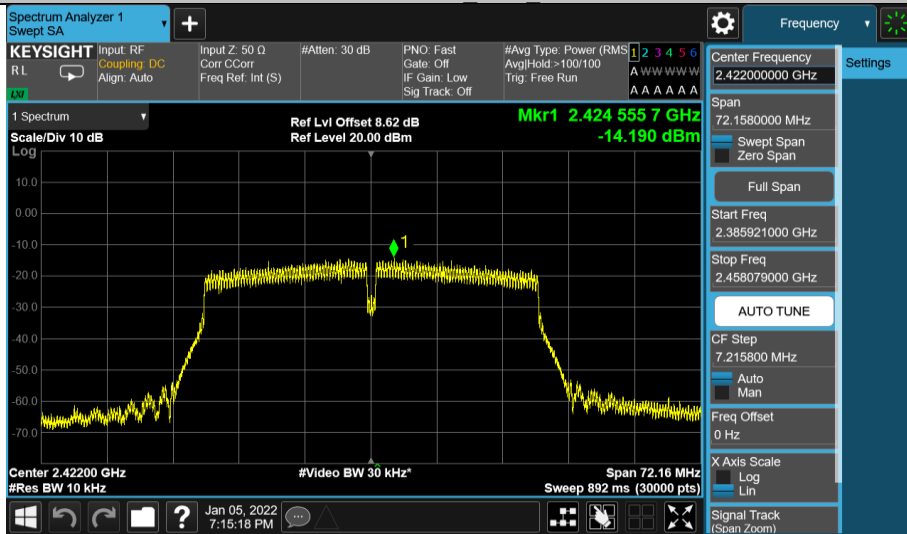 Spectrum Analyzer 1
Swept SA
+
Frequency
KEYSIGHT
R L
LXI
Input: RF
Coupling: DC
Align: Auto
Input Z: 50 Ω
Corr CCorr
Freq Ref: Int (S)
#Atten: 30 dB
PNO: Fast
Gate: Off
IF Gain: Low
Sig Track: Off
#Avg Type: Power (RMS
Avg|Hold:>100/100
Trig: Free Run
1 2 3 4 5 6
A W W W W W
A A A A A A
1 Spectrum
Scale/Div 10 dB
Log
Ref Lvl Offset 8.62 dB
Ref Level 20.00 dBm
Mkr1 2.424 555 7 GHz
-14.190 dBm
10.0
0.00
-10.0
-20.0
-30.0
-40.0
-50.0
-60.0
-70.0
1
Center 2.42200 GHz
#Res BW 10 kHz
#Video BW 30 kHz*
Span 72.16 MHz
Sweep 892 ms (30000 pts)
?
Jan 05, 2022
7:15:18 PM
Center Frequency
2.422000000 GHz
Span
72.1580000 MHz
Swept Span
Zero Span
Full Span
Start Freq
2.385921000 GHz
Stop Freq
2.458079000 GHz
AUTO TUNE
CF Step
7.215800 MHz
Auto
Man
Freq Offset
0 Hz
X Axis Scale
Log
Lin
Signal Track
(Span Zoom)
Settings